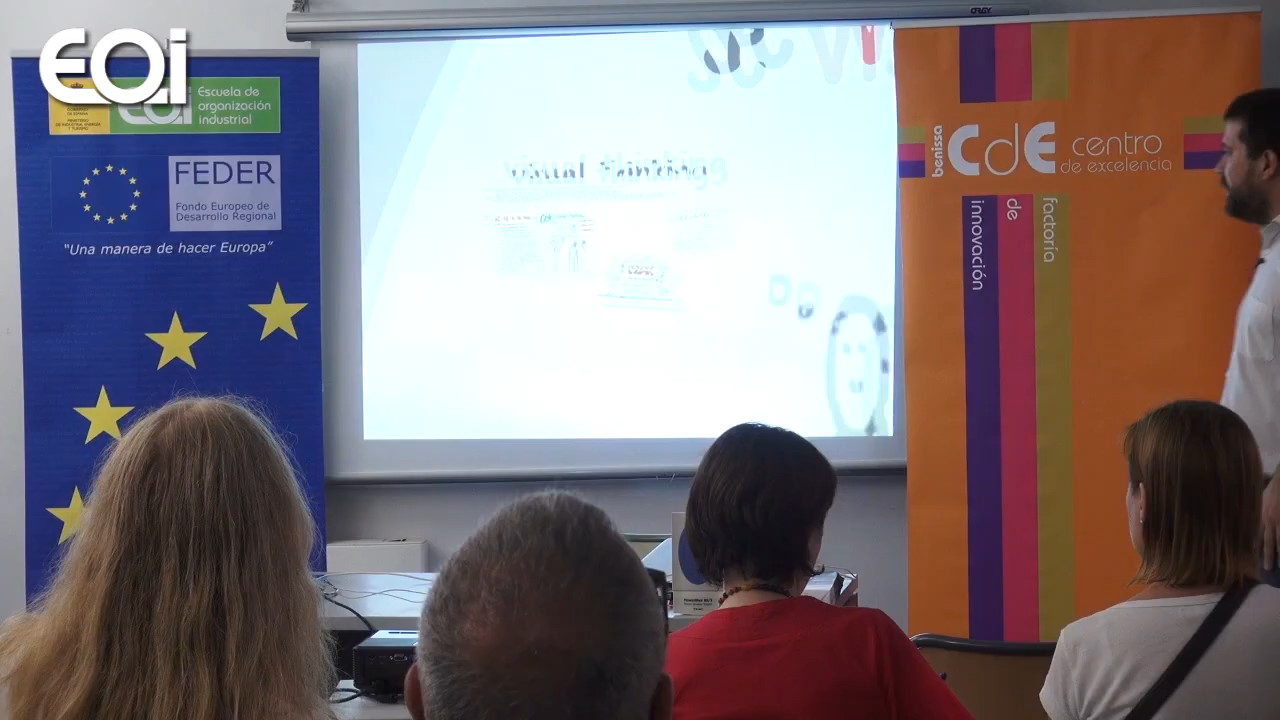 EOi
EOi
Escuela de
organización
industrial
FEDER
Fondo Europeo de
Desarrollo Regional
“Una manera de hacer Europa”
visual thinking
benissa
CdE
centro
de excelencia
innovación
de
factoría